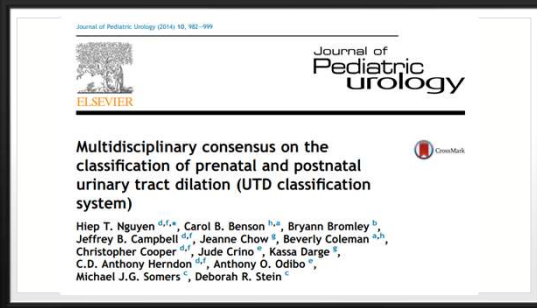 Journal of Pediatric Urology (2014) 10, 982-999
ELSEVIER
Journal of
Pediatric
urology
Multidisciplinary consensus on the
classification of prenatal and postnatal
urinary tract dilation (UTD classification
system)
CrossMark
Hiep T. Nguyen d,f,*, Carol B. Benson h,a, Bryann Bromley b,
Jeffrey B. Campbell d,f, Jeanne Chow g, Beverly Coleman a,h,
Christopher Cooper d,f, Jude Crino e, Kassa Darge g,
C.D. Anthony Herndon d,f, Anthony O. Odibo e,
Michael J.G. Somers c, Deborah R. Stein c